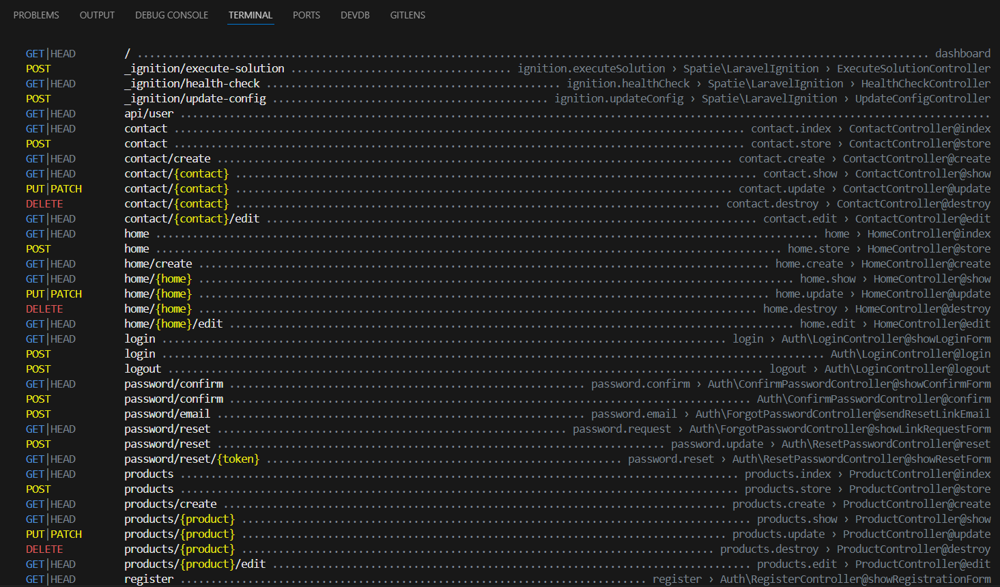 PROBLEMS OUTPUT DEBUG CONSOLE TERMINAL PORTS DEVDB GITLENS
GET|HEAD / ................................................................................................................................. dashboard
POST _ignition/execute-solution .................................... ignition.executeSolution › Spatie\LaravelIgnition › ExecuteSolutionController
GET|HEAD _ignition/health-check ................................................ ignition.healthCheck › Spatie\LaravelIgnition › HealthCheckController
POST _ignition/update-config ............................................. ignition.updateConfig › Spatie\LaravelIgnition › UpdateConfigController
GET|HEAD api/user ....................................................................................................................................
GET|HEAD contact ............................................................................................. contact.index › ContactController@index
POST contact ............................................................................................. contact.store › ContactController@store
GET|HEAD contact/create .................................................................................... contact.create › ContactController@create
GET|HEAD contact/{contact} ..................................................................................... contact.show › ContactController@show
PUT|PATCH contact/{contact} ................................................................................. contact.update › ContactController@update
DELETE contact/{contact} ............................................................................... contact.destroy › ContactController@destroy
GET|HEAD contact/{contact}/edit ................................................................................ contact.edit › ContactController@edit
GET|HEAD home ............................................................................................................ home › HomeController@index
POST home ...................................................................................................... home.store › HomeController@store
GET|HEAD home/create ............................................................................................. home.create › HomeController@create
GET|HEAD home/{home} ................................................................................................. home.show › HomeController@show
PUT|PATCH home/{home} ............................................................................................. home.update › HomeController@update
DELETE home/{home} ........................................................................................... home.destroy › HomeController@destroy
GET|HEAD home/{home}/edit ............................................................................................ home.edit › HomeController@edit
GET|HEAD login ............................................................................................ login › Auth\LoginController@showLoginForm
POST login ............................................................................................................ Auth\LoginController@login
POST logout ................................................................................................. logout › Auth\LoginController@logout
GET|HEAD password/confirm .......................................................... password.confirm › Auth\ConfirmPasswordController@showConfirmForm
POST password/confirm ..................................................................................... Auth\ConfirmPasswordController@confirm
POST password/email ............................................................ password.email › Auth\ForgotPasswordController@sendResetLinkEmail
GET|HEAD password/reset ......................................................... password.request › Auth\ForgotPasswordController@showLinkRequestForm
POST password/reset ......................................................................... password.update › Auth\ResetPasswordController@reset
GET|HEAD password/reset/{token} .......................................................... password.reset › Auth\ResetPasswordController@showResetForm
GET|HEAD products ........................................................................................... products.index › ProductController@index
POST products ........................................................................................... products.store › ProductController@store
GET|HEAD products/create .................................................................................. products.create › ProductController@create
GET|HEAD products/{product} ................................................................................... products.show › ProductController@show
PUT|PATCH products/{product} ............................................................................... products.update › ProductController@update
DELETE products/{product} ............................................................................. products.destroy › ProductController@destroy
GET|HEAD products/{product}/edit .............................................................................. products.edit › ProductController@edit
GET|HEAD register ............................................................................ register › Auth\RegisterController@showRegistrationForm